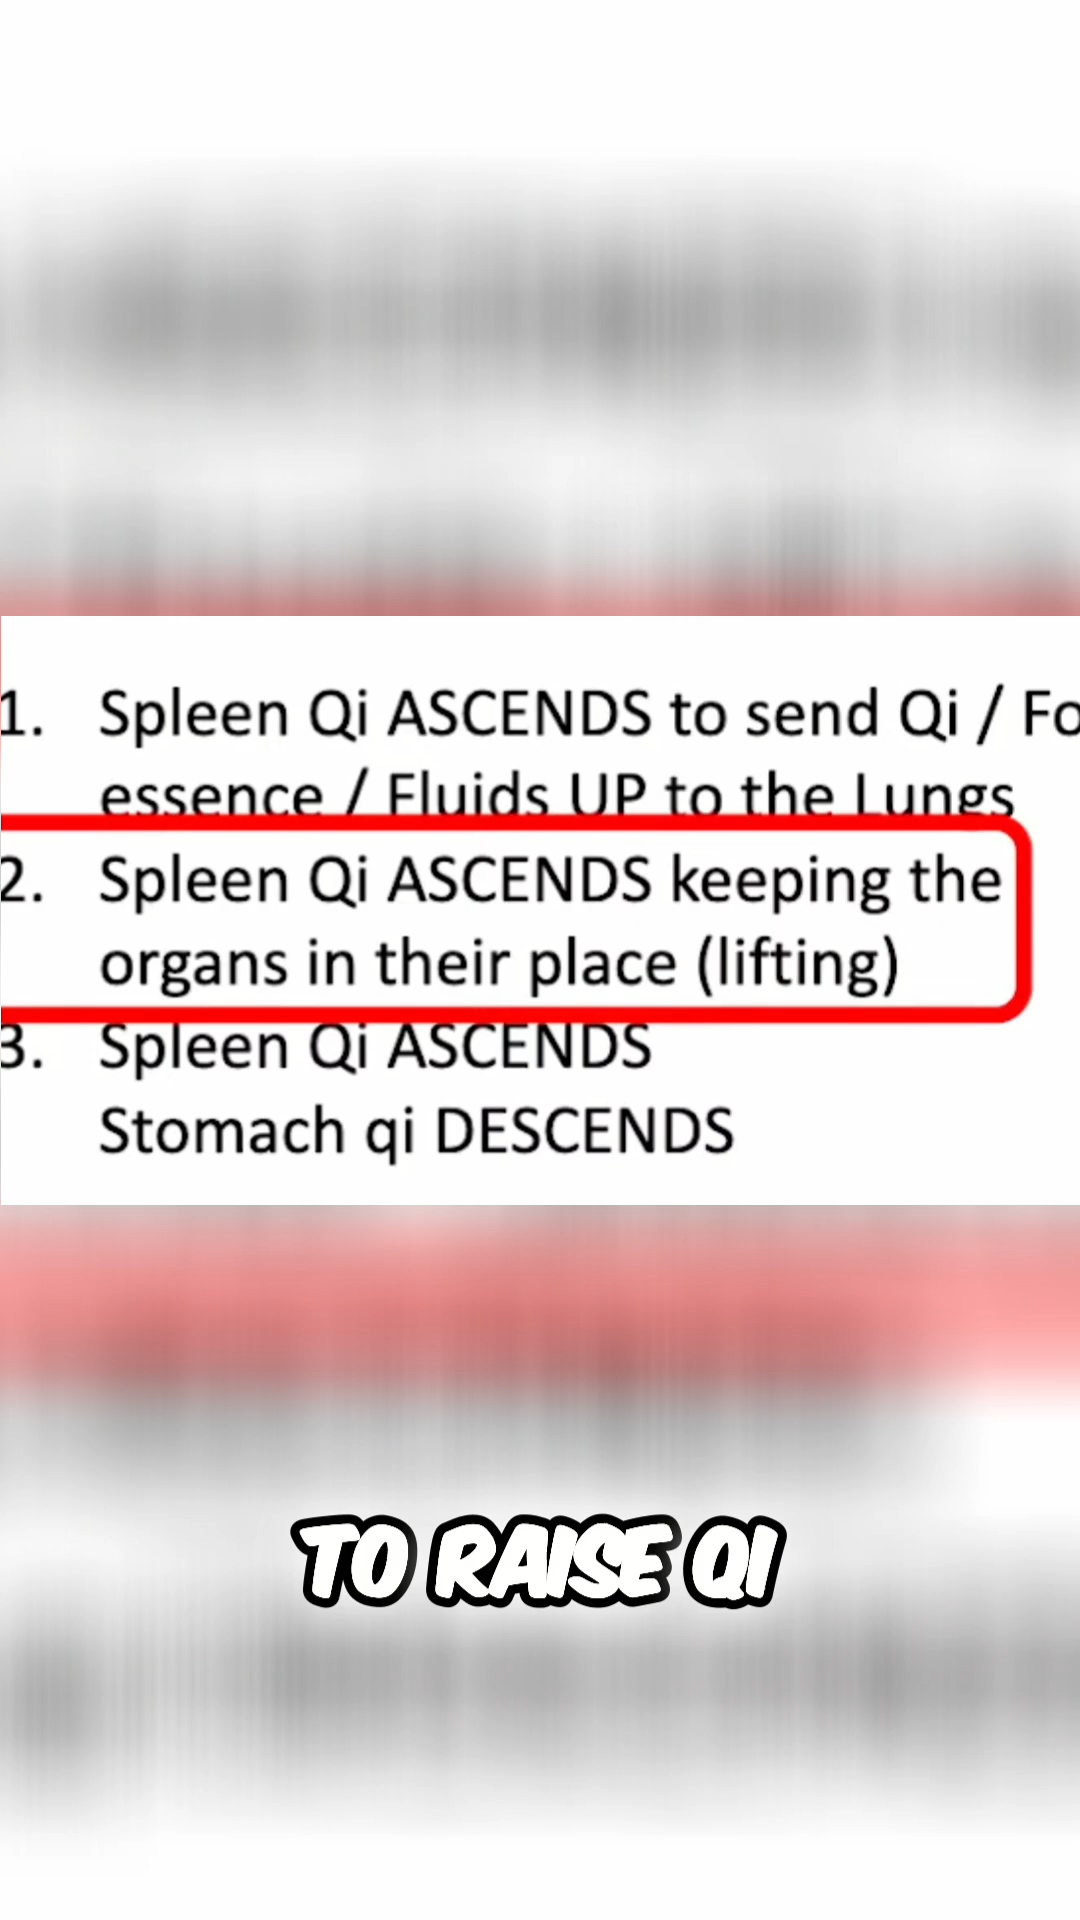 1. Spleen Qi ASCENDS to send Qi / Fo
essence / Fluids UP to the Lungs
2. Spleen Qi ASCENDS keeping the
organs in their place (lifting)
3. Spleen Qi ASCENDS
Stomach qi DESCENDS
TO RAISE QI